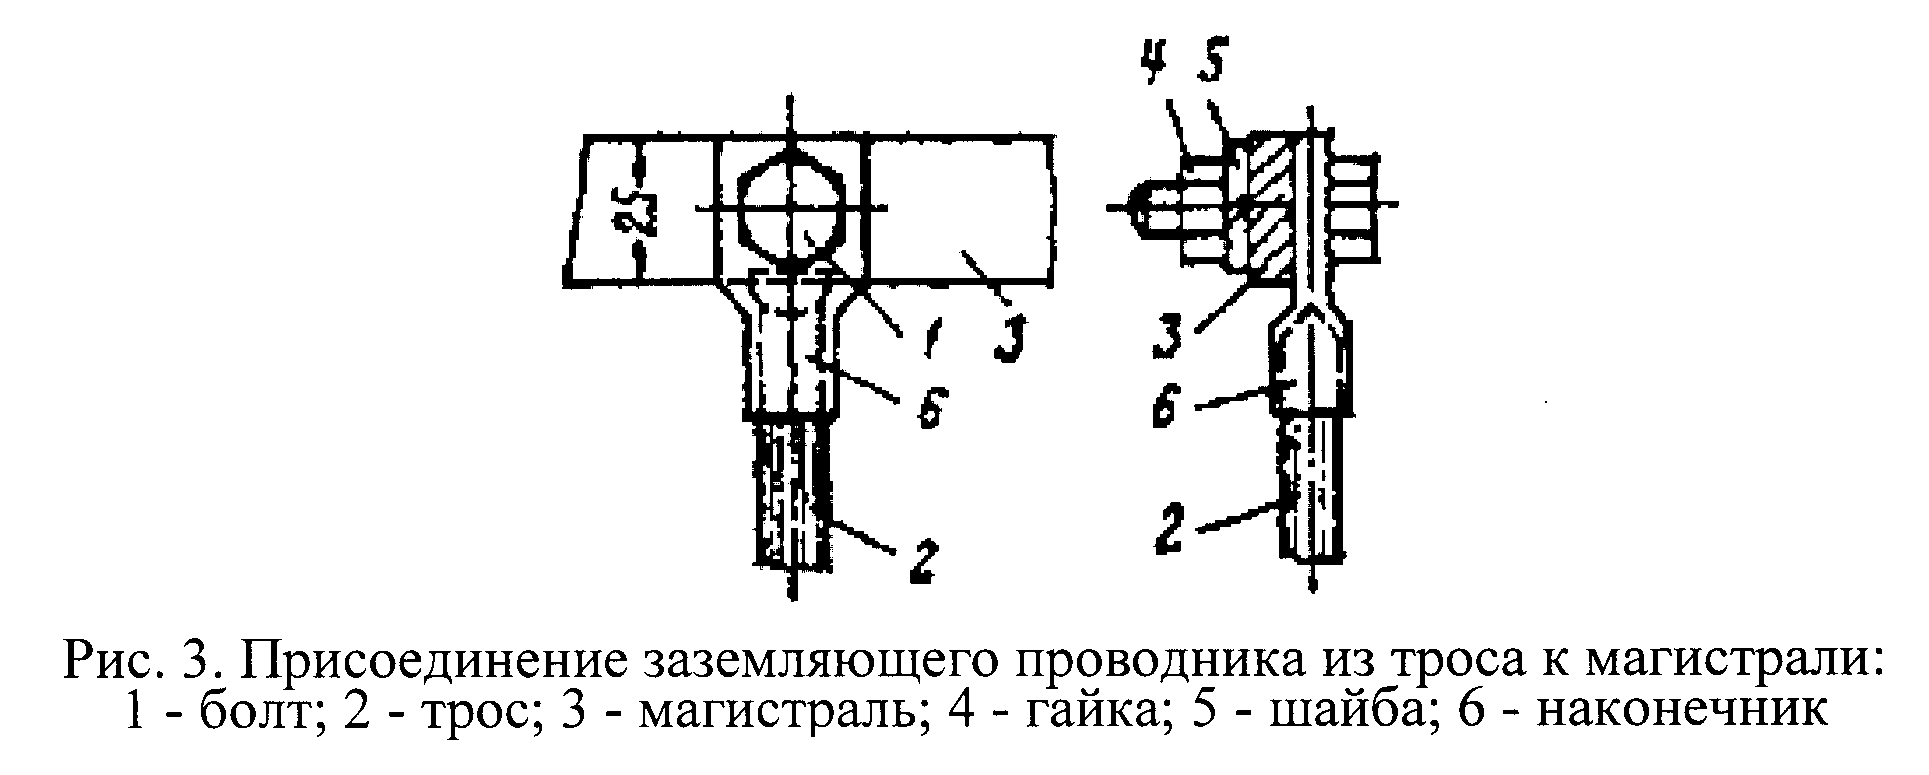 4 5
25
1 3 3
6 6
2 2
Рис. 3. Присоединение заземляющего проводника из троса к магистрали:
1 - болт; 2 - трос; 3 - магистраль; 4 - гайка; 5 - шайба; 6 - наконечник